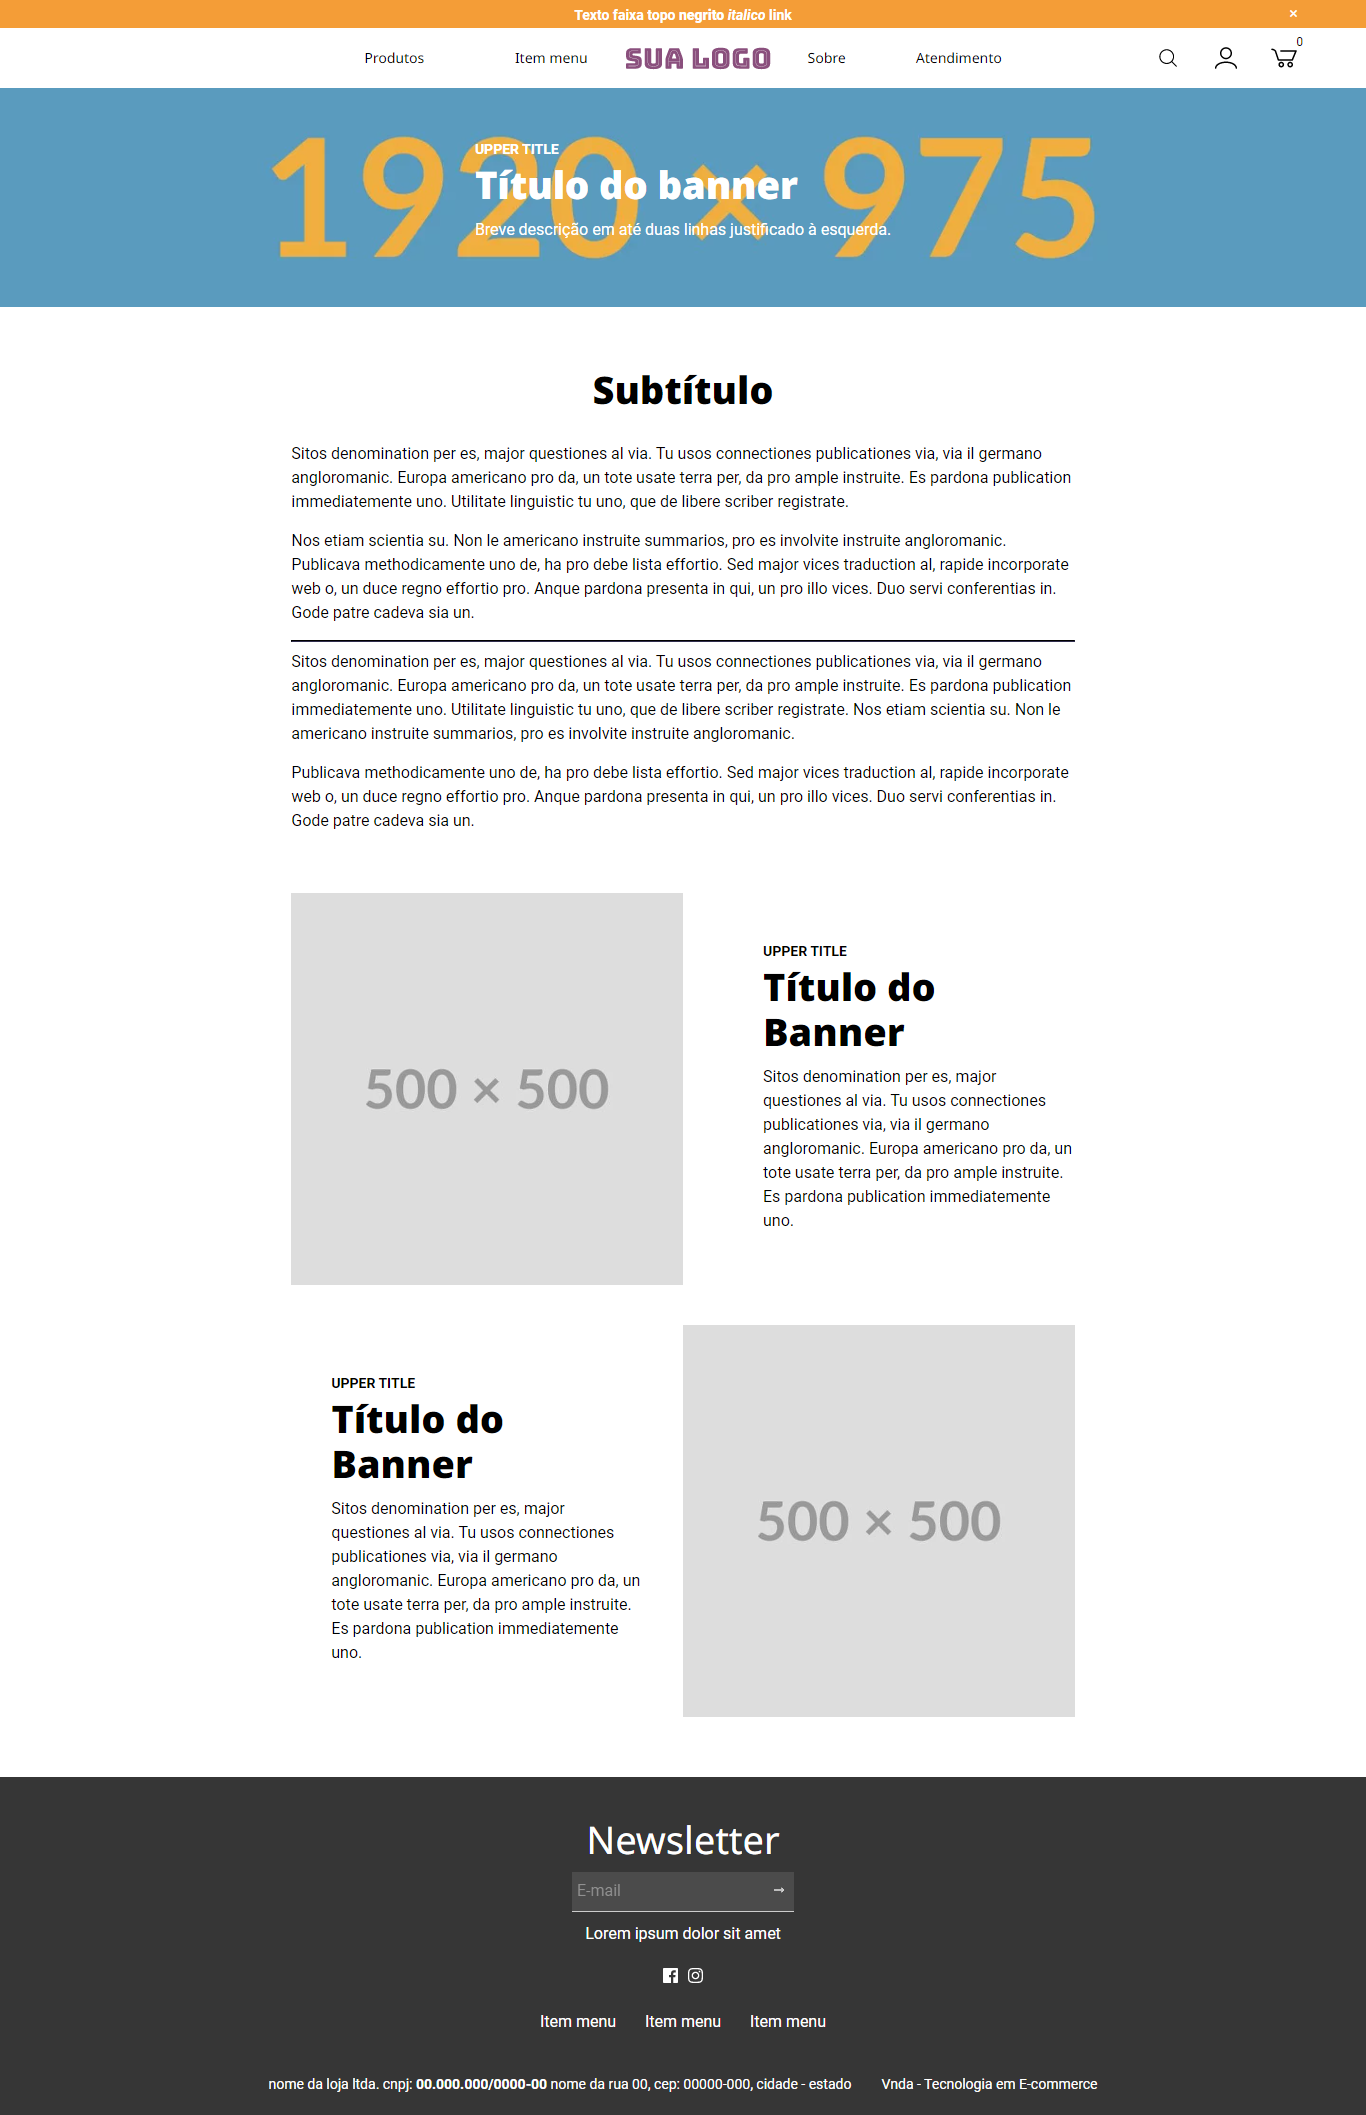 Texto faixa topo negrito italico link ×
Produtos Item menu SUA LOGO Sobre Atendimento 0
1920 × 975
UPPER TITLE
Título do banner
Breve descrição em até duas linhas justificado à esquerda.
Subtítulo
Sitos denomination per es, major questiones al via. Tu usos connectiones publicationes via, via il germano
angloromanic. Europa americano pro da, un tote usate terra per, da pro ample instruite. Es pardona publication
immediatemente uno. Utilitate linguistic tu uno, que de libere scriber registrate.
Nos etiam scientia su. Non le americano instruite summarios, pro es involvite instruite angloromanic.
Publicava methodicamente uno de, ha pro debe lista effortio. Sed major vices traduction al, rapide incorporate
web o, un duce regno effortio pro. Anque pardona presenta in qui, un pro illo vices. Duo servi conferentias in.
Gode patre cadeva sia un.
Sitos denomination per es, major questiones al via. Tu usos connectiones publicationes via, via il germano
angloromanic. Europa americano pro da, un tote usate terra per, da pro ample instruite. Es pardona publication
immediatemente uno. Utilitate linguistic tu uno, que de libere scriber registrate. Nos etiam scientia su. Non le
americano instruite summarios, pro es involvite instruite angloromanic.
Publicava methodicamente uno de, ha pro debe lista effortio. Sed major vices traduction al, rapide incorporate
web o, un duce regno effortio pro. Anque pardona presenta in qui, un pro illo vices. Duo servi conferentias in.
Gode patre cadeva sia un.
500 × 500
UPPER TITLE
Título do
Banner
Sitos denomination per es, major
questiones al via. Tu usos connectiones
publicationes via, via il germano
angloromanic. Europa americano pro da, un
tote usate terra per, da pro ample instruite.
Es pardona publication immediatemente
uno.
UPPER TITLE
Título do
Banner
Sitos denomination per es, major
questiones al via. Tu usos connectiones
publicationes via, via il germano
angloromanic. Europa americano pro da, un
tote usate terra per, da pro ample instruite.
Es pardona publication immediatemente
uno.
500 × 500
Newsletter
E-mail →
Lorem ipsum dolor sit amet
Item menu Item menu Item menu
nome da loja ltda. cnpj: 00.000.000/0000-00 nome da rua 00, cep: 00000-000, cidade - estado Vnda - Tecnologia em E-commerce